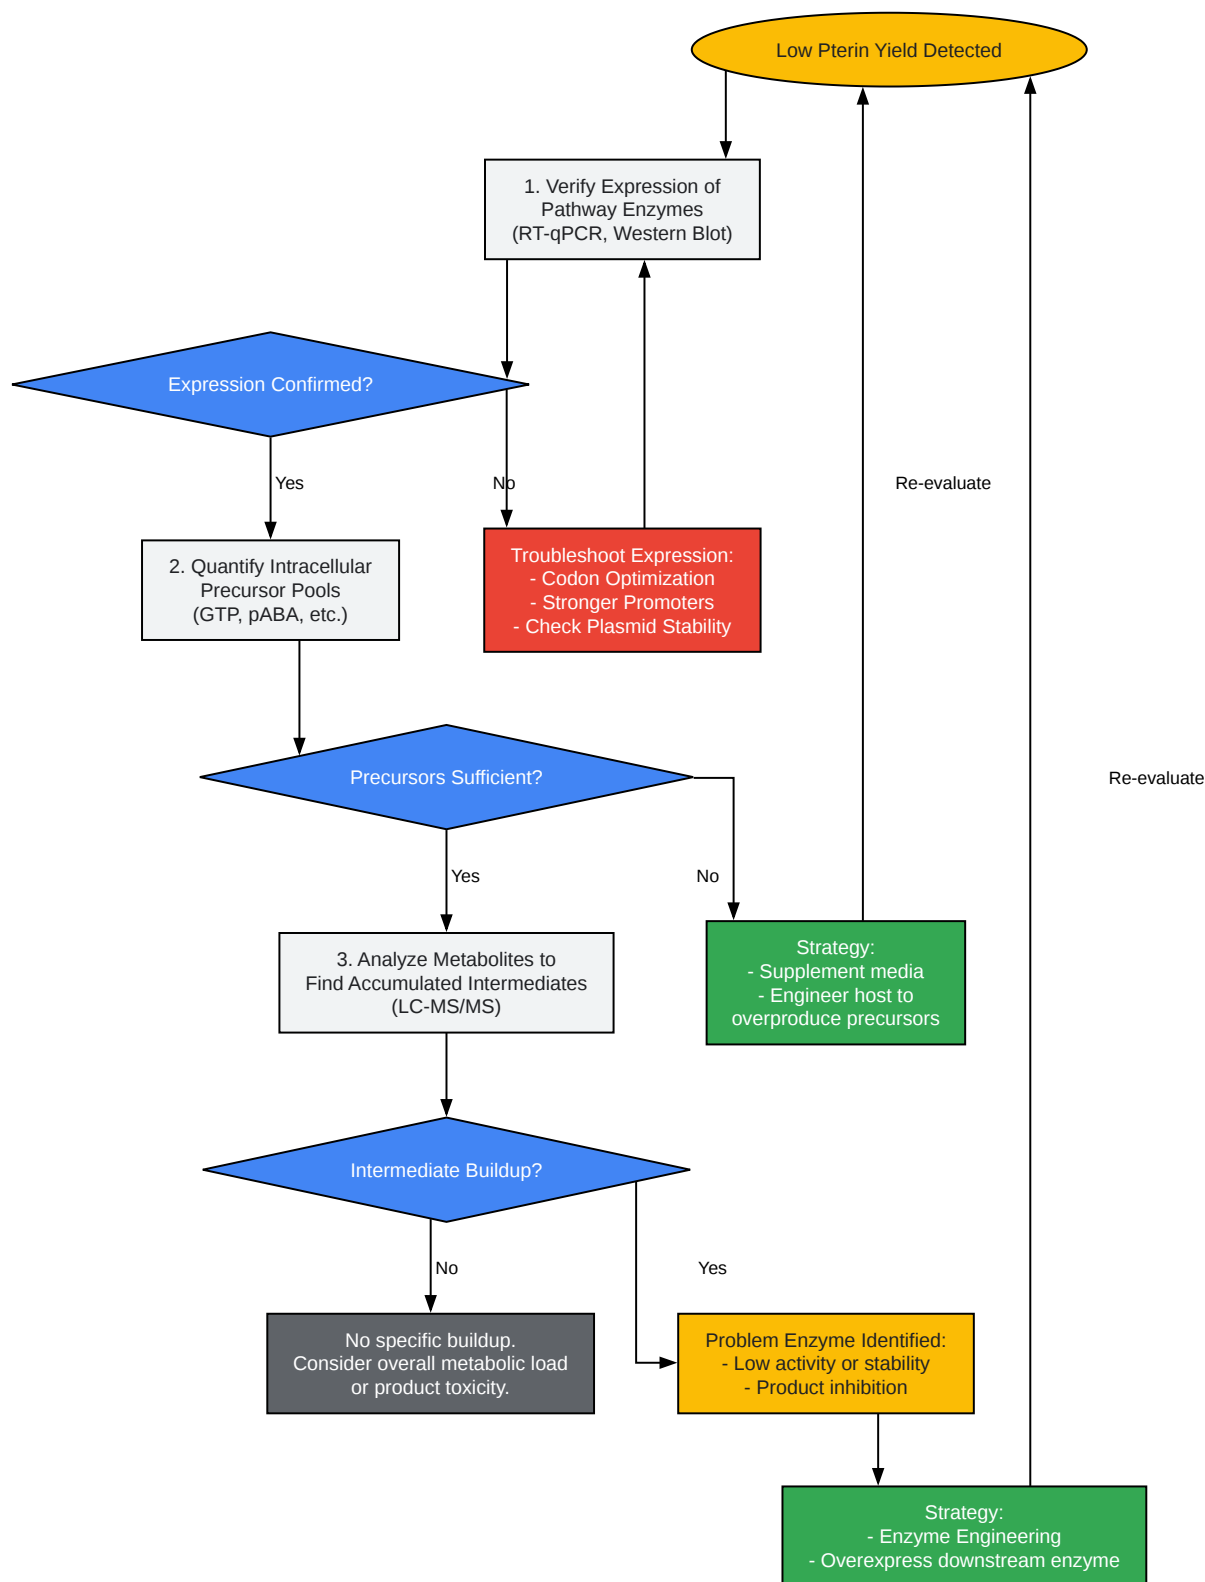 Low Pterin Yield Detected
1. Verify Expression of
Pathway Enzymes
(RT-qPCR, Western Blot)
Expression Confirmed?
Yes
No
Re-evaluate
2. Quantify Intracellular
Precursor Pools
(GTP, pABA, etc.)
Troubleshoot Expression:
- Codon Optimization
- Stronger Promoters
- Check Plasmid Stability
Precursors Sufficient?
Re-evaluate
Yes
No
3. Analyze Metabolites to
Find Accumulated Intermediates
(LC-MS/MS)
Strategy:
- Supplement media
- Engineer host to
overproduce precursors
Intermediate Buildup?
No
Yes
No specific buildup.
Consider overall metabolic load
or product toxicity.
Problem Enzyme Identified:
- Low activity or stability
- Product inhibition
Strategy:
- Enzyme Engineering
- Overexpress downstream enzyme